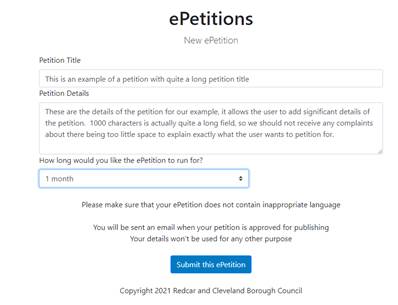 ePetitions
New ePetition
Petition Title
This is an example of a petition with quite a long petition title
Petition Details
These are the details of the petition for our example, it allows the user to add significant details of
the petition. 1000 characters is actually quite a long field, so we should not receive any complaints
about there being too little space to explain exactly what the user wants to petition for.
How long would you like the ePetition to run for?
1 month
Please make sure that your ePetition does not contain inappropriate language
You will be sent an email when your petition is approved for publishing
Your details won't be used for any other purpose
Submit this ePetition
Copyright 2021 Redcar and Cleveland Borough Council